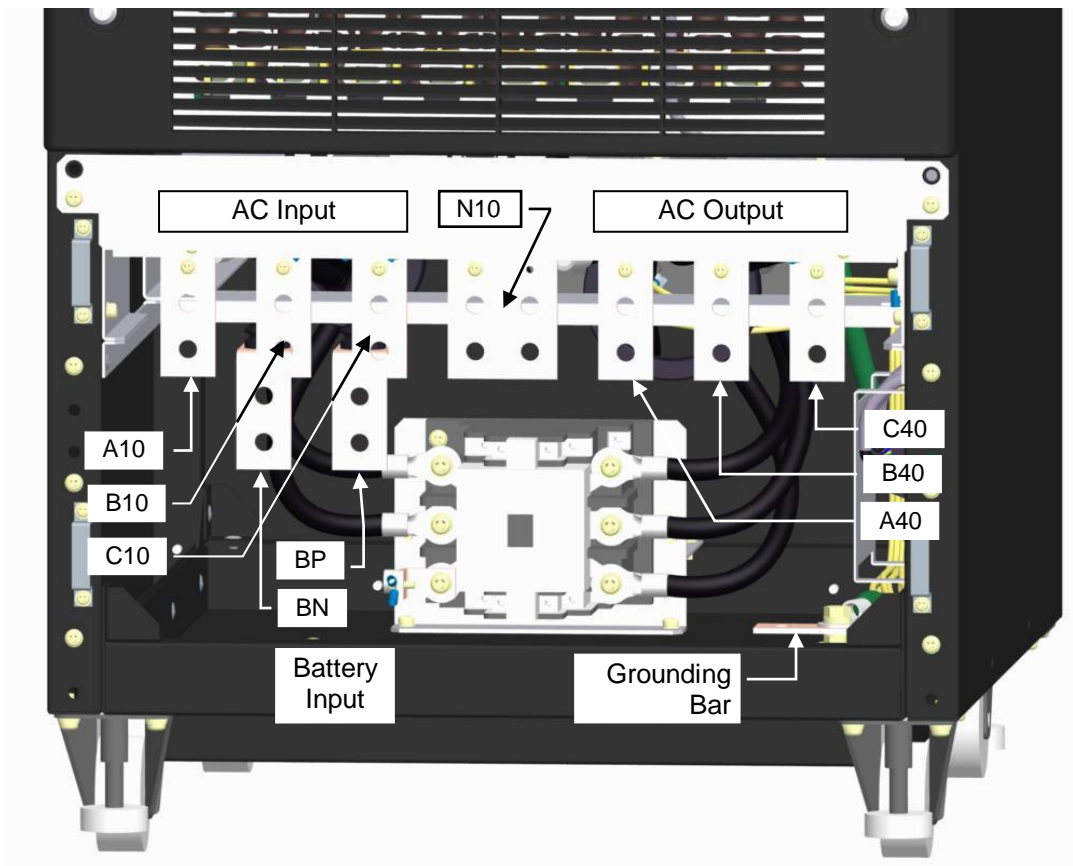 AC Input
N10
AC Output
A10
B10
C10
BP
BN
Battery
Input
C40
B40
A40
Grounding
Bar